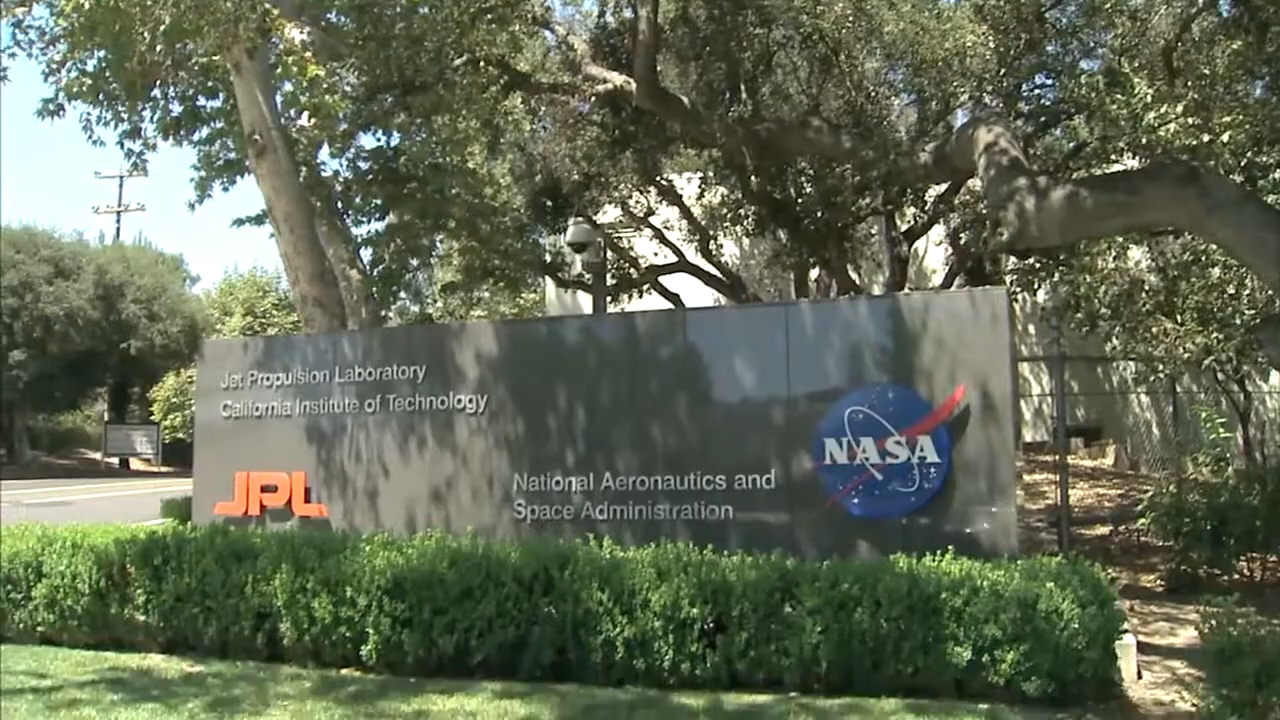 Jet Propulsion Laboratory
California Institute of Technology
JPL
National Aeronautics and
Space Administration
NASA